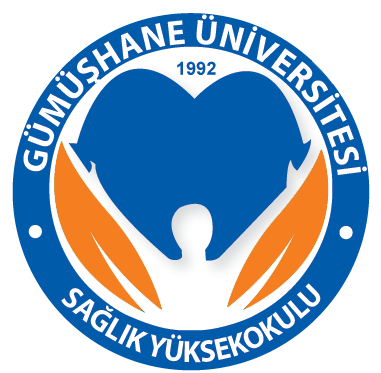 GÜMÜŞHANE ÜNİVERSİTESİ
1992
SAĞLIK YÜKSEKOKULU